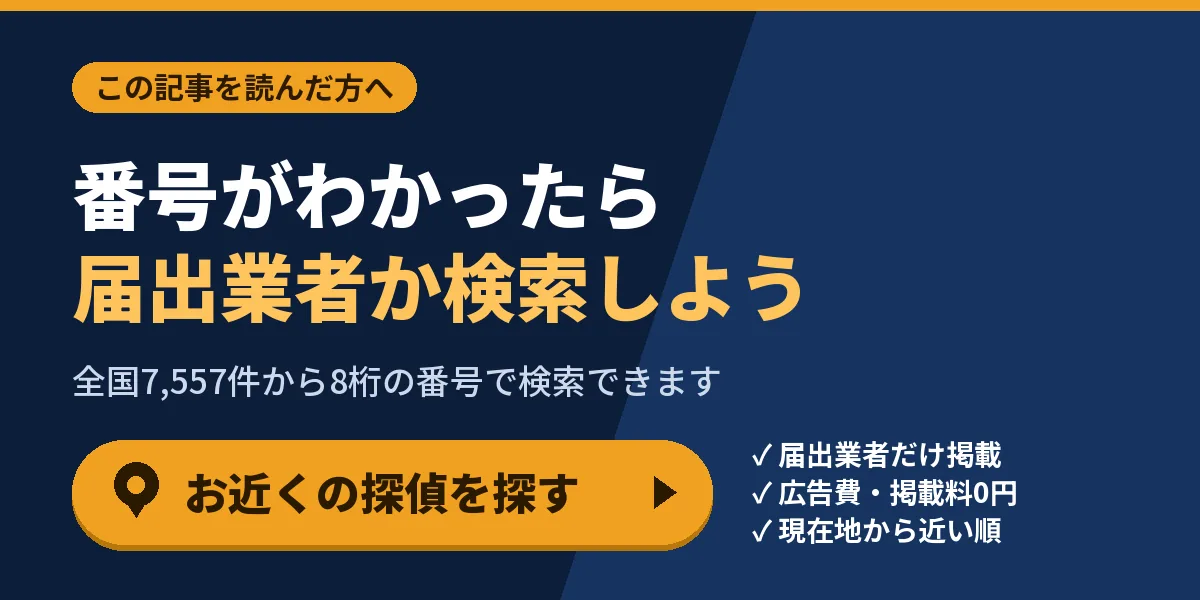 この記事を読んだ方へ
番号がわかったら
届出業者か検索しよう
全国7,557件から8桁の番号で検索できます
お近くの探偵を探す
✓ 届出業者だけ掲載
✓ 広告費・掲載料0円
✓ 現在地から近い順